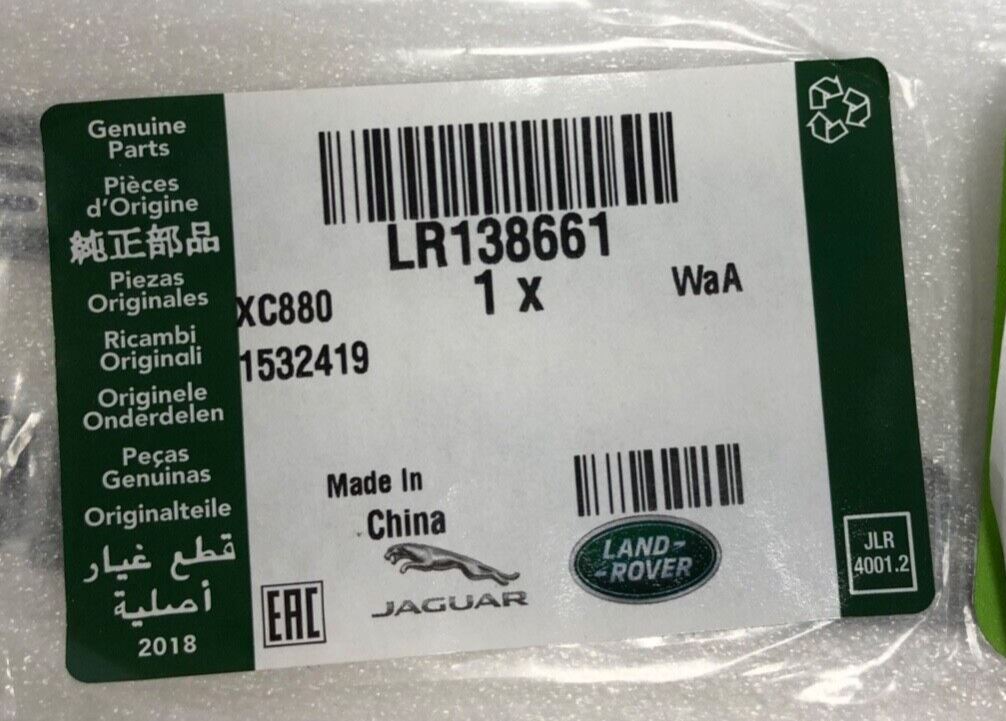 Genuine
Parts
Pièces
d'Origine
純正部品
Piezas
Originales
Ricambi
Originali
Originele
Onderdelen
Peças
Genuinas
Originalteile
قطع غيار
أصلية
2018
LR138661
1 x
WaA
XC880
1532419
Made In
China
EAC
JAGUAR
LAND-
-ROVER
JLR
4001.2